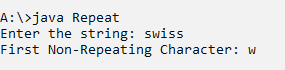 A:\>java Repeat
Enter the string: swiss
First Non-Repeating Character: w